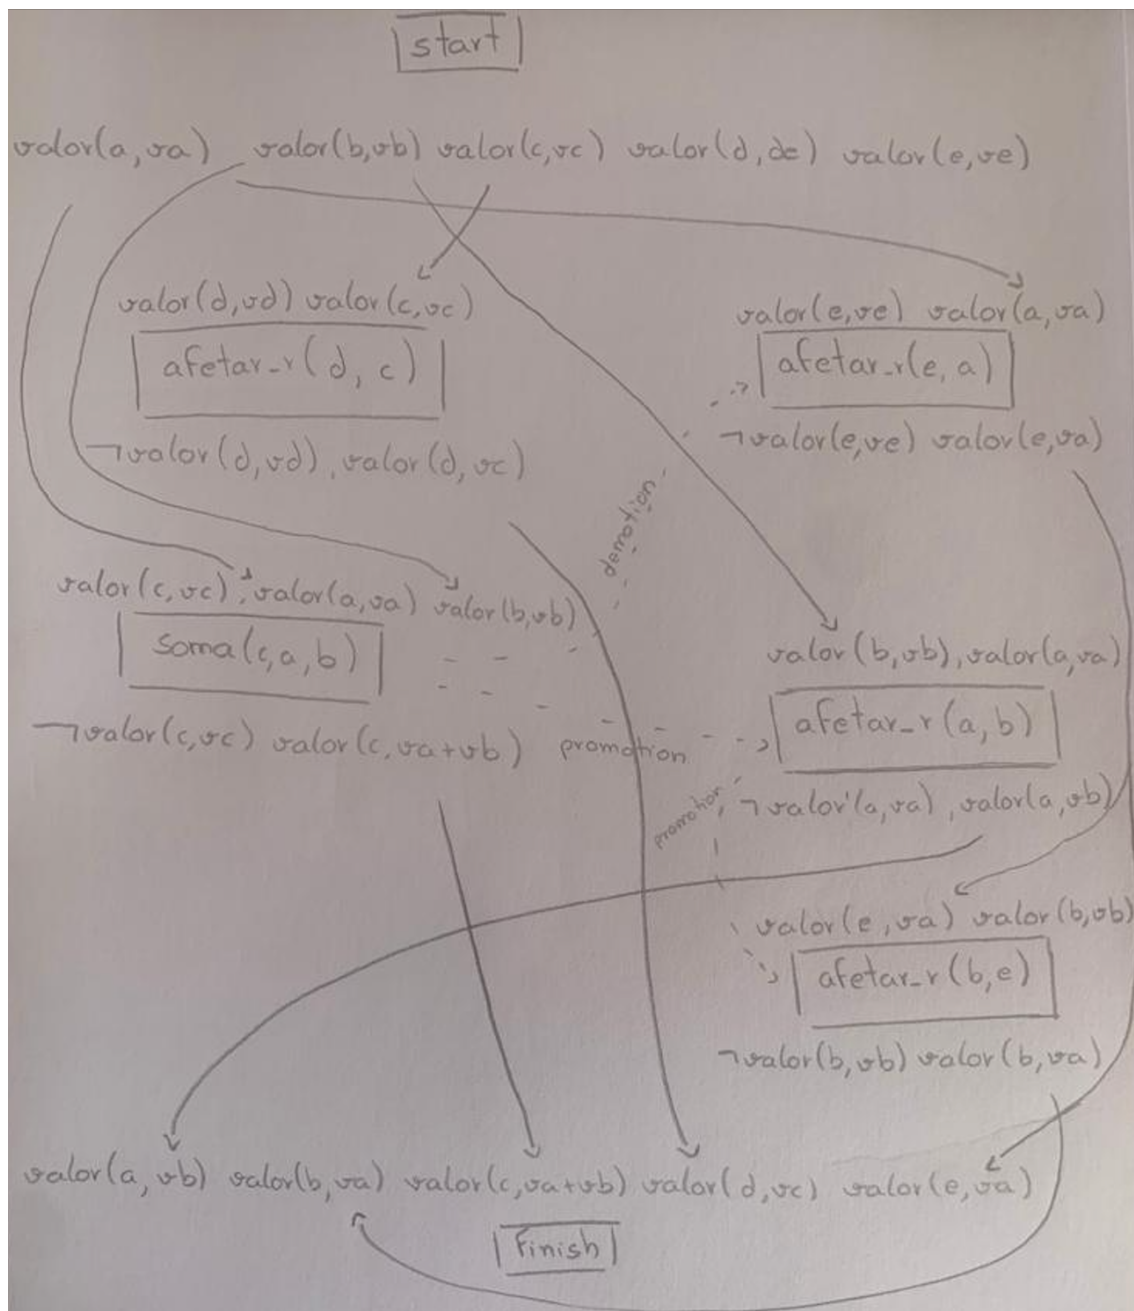 start
valor(a,va) valor(b,vb) valor(c,vc) valor(d,de) valor(e,ve)
valor(d,vd) valor(c,vc)
afetar_r(d, c)
¬valor(d,vd), valor(d,vc)
valor(e,ve) valor(a,va)
afetar_r(e, a)
¬valor(e,ve) valor(e,va)
demotion
valor(c,vc), valor(a,va) valor(b,vb)
soma(c,a,b)
¬valor(c,vc) valor(c,va+vb)
promotion
valor(b,vb), valor(a,va)
afetar_r(a,b)
¬valor(a,va), valor(a,vb)
promotion
valor(e,va) valor(b,vb)
afetar_r(b,e)
¬valor(b,vb) valor(b,va)
valor(a,vb) valor(b,va) valor(c,va+vb) valor(d,vc) valor(e,va)
Finish